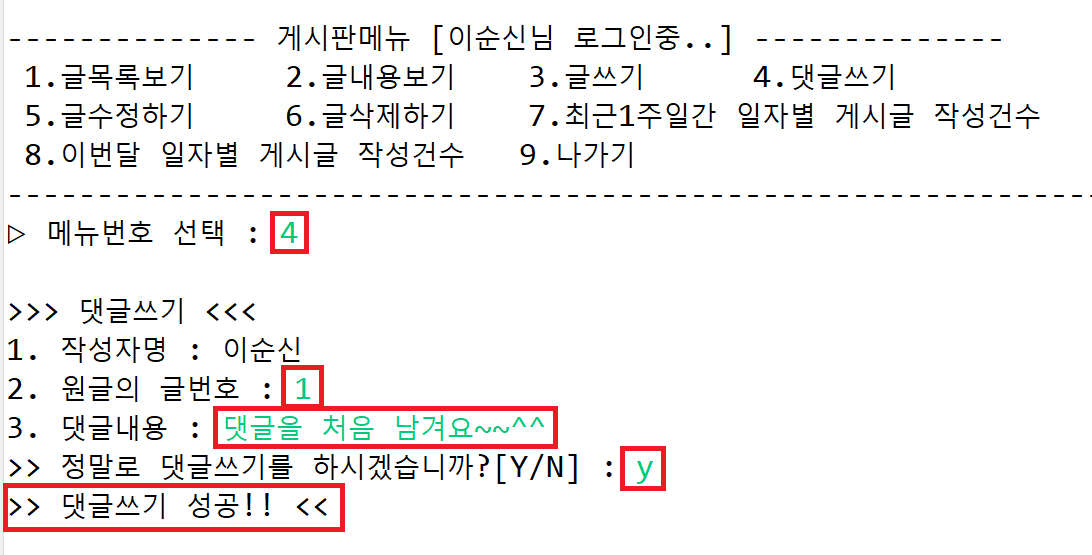 -------------- 게시판메뉴 [이순신님 로그인중..] --------------
1.글목록보기 2.글내용보기 3.글쓰기 4.댓글쓰기
5.글수정하기 6.글삭제하기 7.최근1주일간 일자별 게시글 작성건수
8.이번달 일자별 게시글 작성건수 9.나가기
-------------------------------------------------------------
▷ 메뉴번호 선택 : 4
>>> 댓글쓰기 <<<
1. 작성자명 : 이순신
2. 원글의 글번호 : 1
3. 댓글내용 : 댓글을 처음 남겨요~~^^
>> 정말로 댓글쓰기를 하시겠습니까?[Y/N] : y
>> 댓글쓰기 성공!! <<